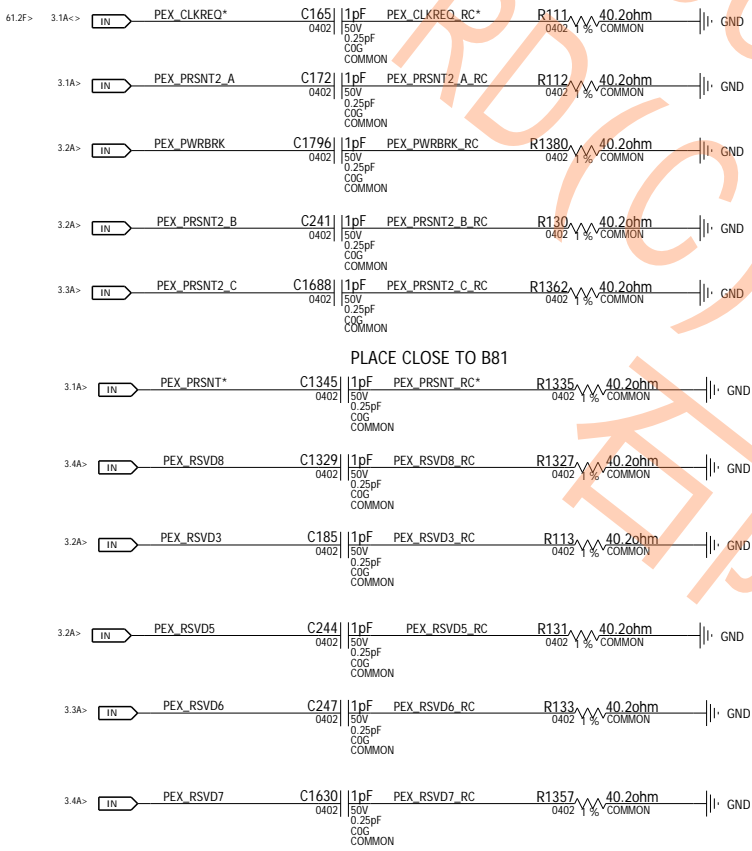 61.2F> 3.1A<> IN PEX_CLKREQ* C165 1pF PEX_CLKREQ_RC* R111 40.2ohm GND
0402 50V 0402 1 % COMMON
0.25pF
C0G
COMMON
3.1A> IN PEX_PRSNT2_A C172 1pF PEX_PRSNT2_A_RC R112 40.2ohm GND
0402 50V 0402 1 % COMMON
0.25pF
C0G
COMMON
3.2A> IN PEX_PWRBRK C1796 1pF PEX_PWRBRK_RC R1380 40.2ohm GND
0402 50V 0402 1 % COMMON
0.25pF
C0G
COMMON
3.2A> IN PEX_PRSNT2_B C241 1pF PEX_PRSNT2_B_RC R130 40.2ohm GND
0402 50V 0402 1 % COMMON
0.25pF
C0G
COMMON
3.3A> IN PEX_PRSNT2_C C1688 1pF PEX_PRSNT2_C_RC R1362 40.2ohm GND
0402 50V 0402 1 % COMMON
0.25pF
C0G
COMMON
PLACE CLOSE TO B81
3.1A> IN PEX_PRSNT* C1345 1pF PEX_PRSNT_RC* R1335 40.2ohm GND
0402 50V 0402 1 % COMMON
0.25pF
C0G
COMMON
3.4A> IN PEX_RSVD8 C1329 1pF PEX_RSVD8_RC R1327 40.2ohm GND
0402 50V 0402 1 % COMMON
0.25pF
C0G
COMMON
3.2A> IN PEX_RSVD3 C185 1pF PEX_RSVD3_RC R113 40.2ohm GND
0402 50V 0402 1 % COMMON
0.25pF
C0G
COMMON
3.2A> IN PEX_RSVD5 C244 1pF PEX_RSVD5_RC R131 40.2ohm GND
0402 50V 0402 1 % COMMON
0.25pF
C0G
COMMON
3.3A> IN PEX_RSVD6 C247 1pF PEX_RSVD6_RC R133 40.2ohm GND
0402 50V 0402 1 % COMMON
0.25pF
C0G
COMMON
3.4A> IN PEX_RSVD7 C1630 1pF PEX_RSVD7_RC R1357 40.2ohm GND
0402 50V 0402 1 % COMMON
0.25pF
C0G
COMMON
RD(C)